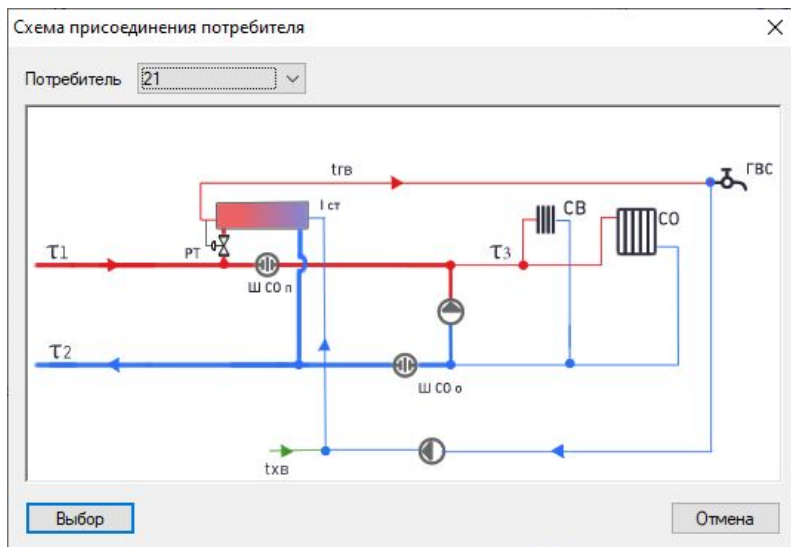 Схема присоединения потребителя
Потребитель 21
tгв
ГВС
I ст
СВ
СО
РТ
τ1
τ3
Ш СО п
τ2
Ш СО о
tхв
Выбор
Отмена